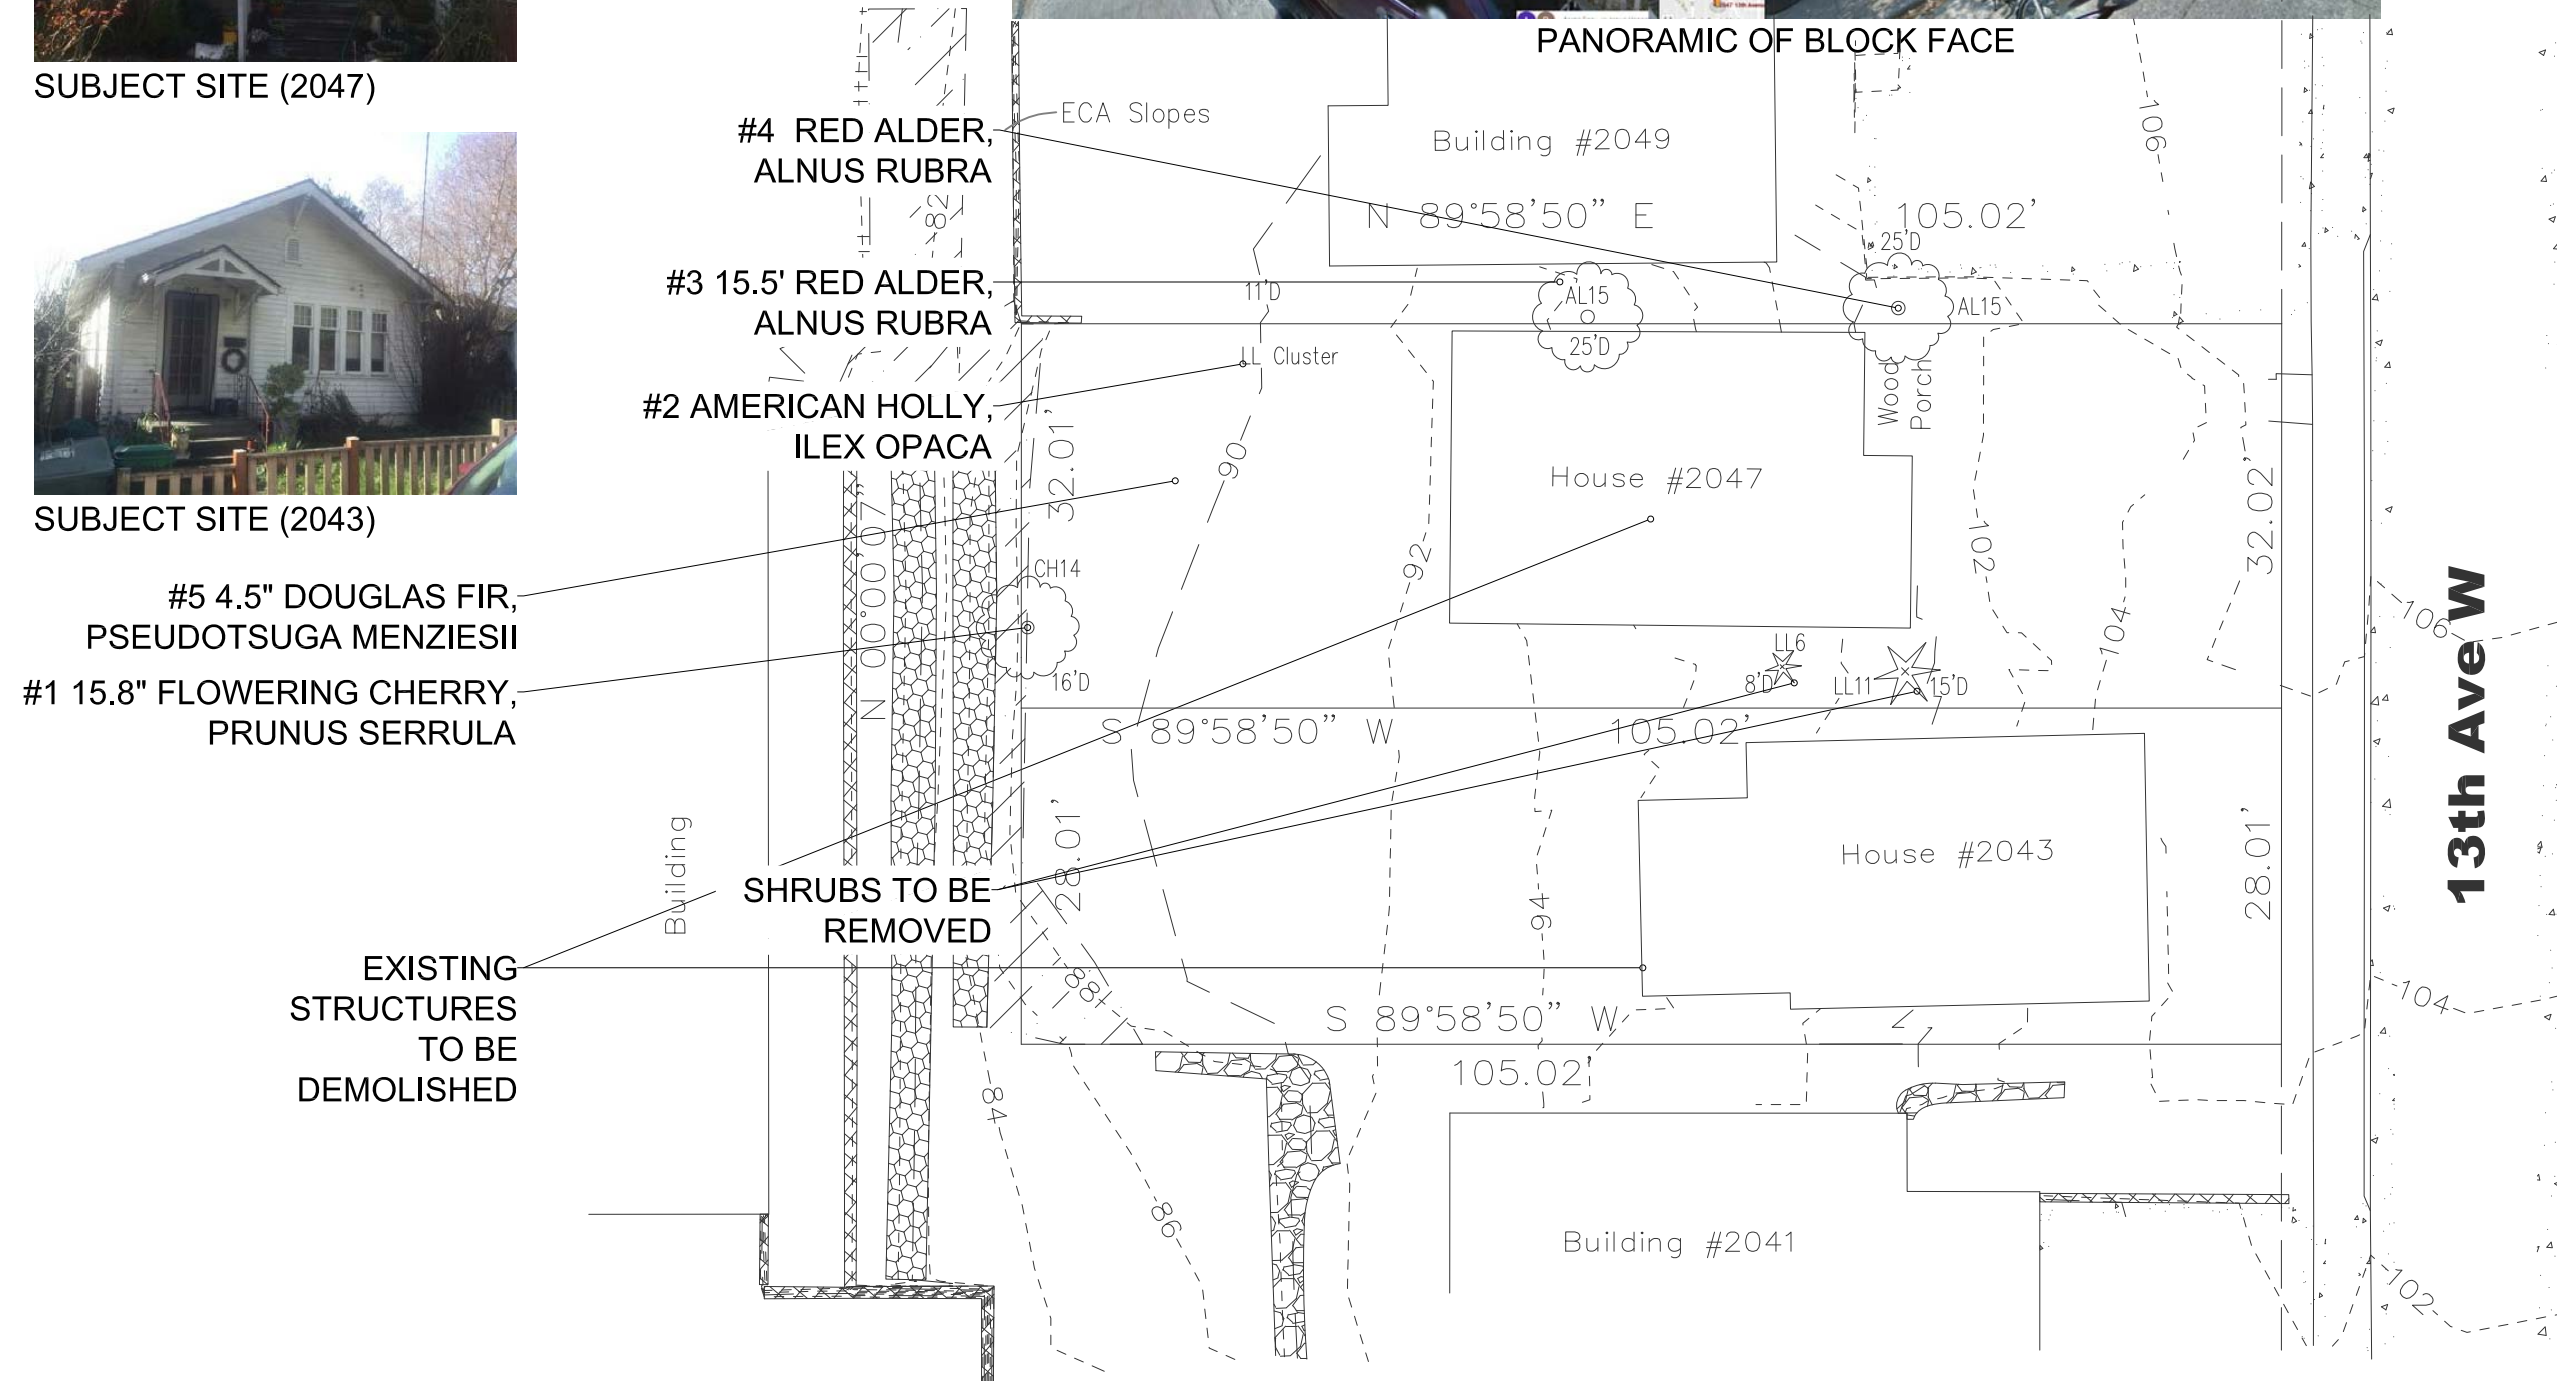 PANORAMIC OF BLOCK FACE
SUBJECT SITE (2047)
SUBJECT SITE (2043)
#4 RED ALDER,
ALNUS RUBRA
#3 15.5' RED ALDER,
ALNUS RUBRA
#2 AMERICAN HOLLY,
ILEX OPACA
#5 4.5" DOUGLAS FIR,
PSEUDOTSUGA MENZIESII
#1 15.8" FLOWERING CHERRY,
PRUNUS SERRULA
SHRUBS TO BE
REMOVED
EXISTING
STRUCTURES
TO BE
DEMOLISHED
ECA Slopes
Building #2049
N 89°58'50" E
105.02'
106
82
25'D
11'D
AL15
25'D
AL15
LL Cluster
Wood
Porch
32.01'
90
House #2047
92
102
32.02'
N 00°00'07"
CH14
16'D
104
LL6
8'D
LL11
15'D
S 89°58'50" W
105.02'
Building
28.01'
House #2043
28.01'
94
88
S 89°58'50" W
105.02'
84
86
Building #2041
106
104
102
13th Ave W